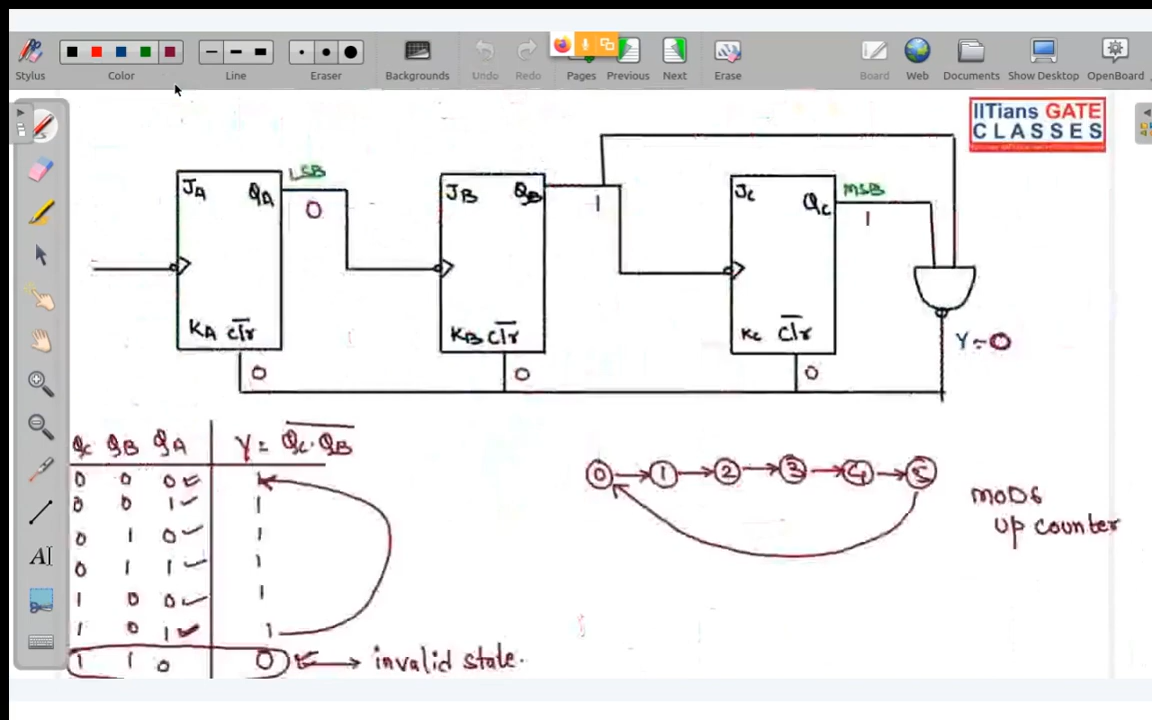 Stylus
Color
Line
Eraser
Backgrounds
Undo
Redo
Pages
Previous
Next
Erase
Board
Web
Documents
Show Desktop
OpenBoard
IITians GATE
CLASSES
JA QA LSB
0
KA C̅l̅r̅
0
JB QB
1
KB C̅l̅r̅
0
JC QC MSB
1
KC C̅l̅r̅
0
Y=0
QC QB QA Y = \overline{QC·QB}
0 0 0 1
0 0 1 1
0 1 0 1
0 1 1 1
1 0 0 1
1 0 1 1
1 1 0 0 → invalid state.
0 → 1 → 2 → 3 → 4 → 5
MOD6
UP counter
AI